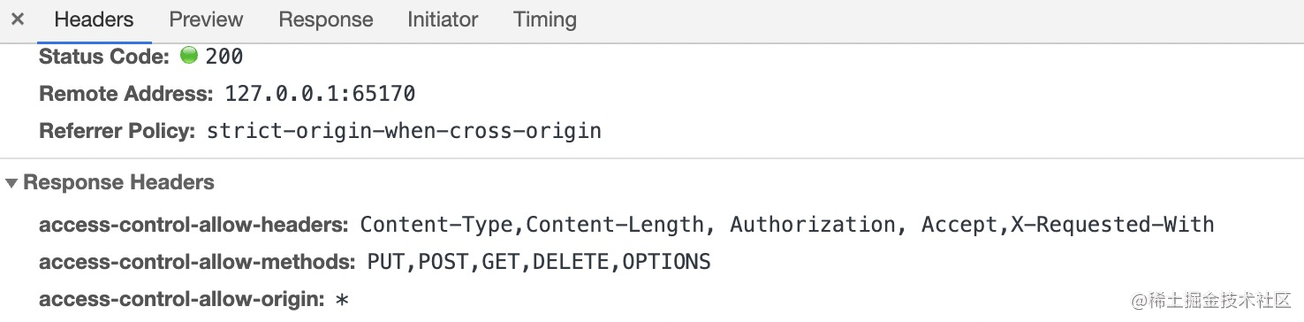 × Headers Preview Response Initiator Timing
Status Code: 200
Remote Address: 127.0.0.1:65170
Referrer Policy: strict-origin-when-cross-origin
Response Headers
access-control-allow-headers: Content-Type,Content-Length, Authorization, Accept,X-Requested-With
access-control-allow-methods: PUT,POST,GET,DELETE,OPTIONS
access-control-allow-origin: *
@稀土掘金技术社区